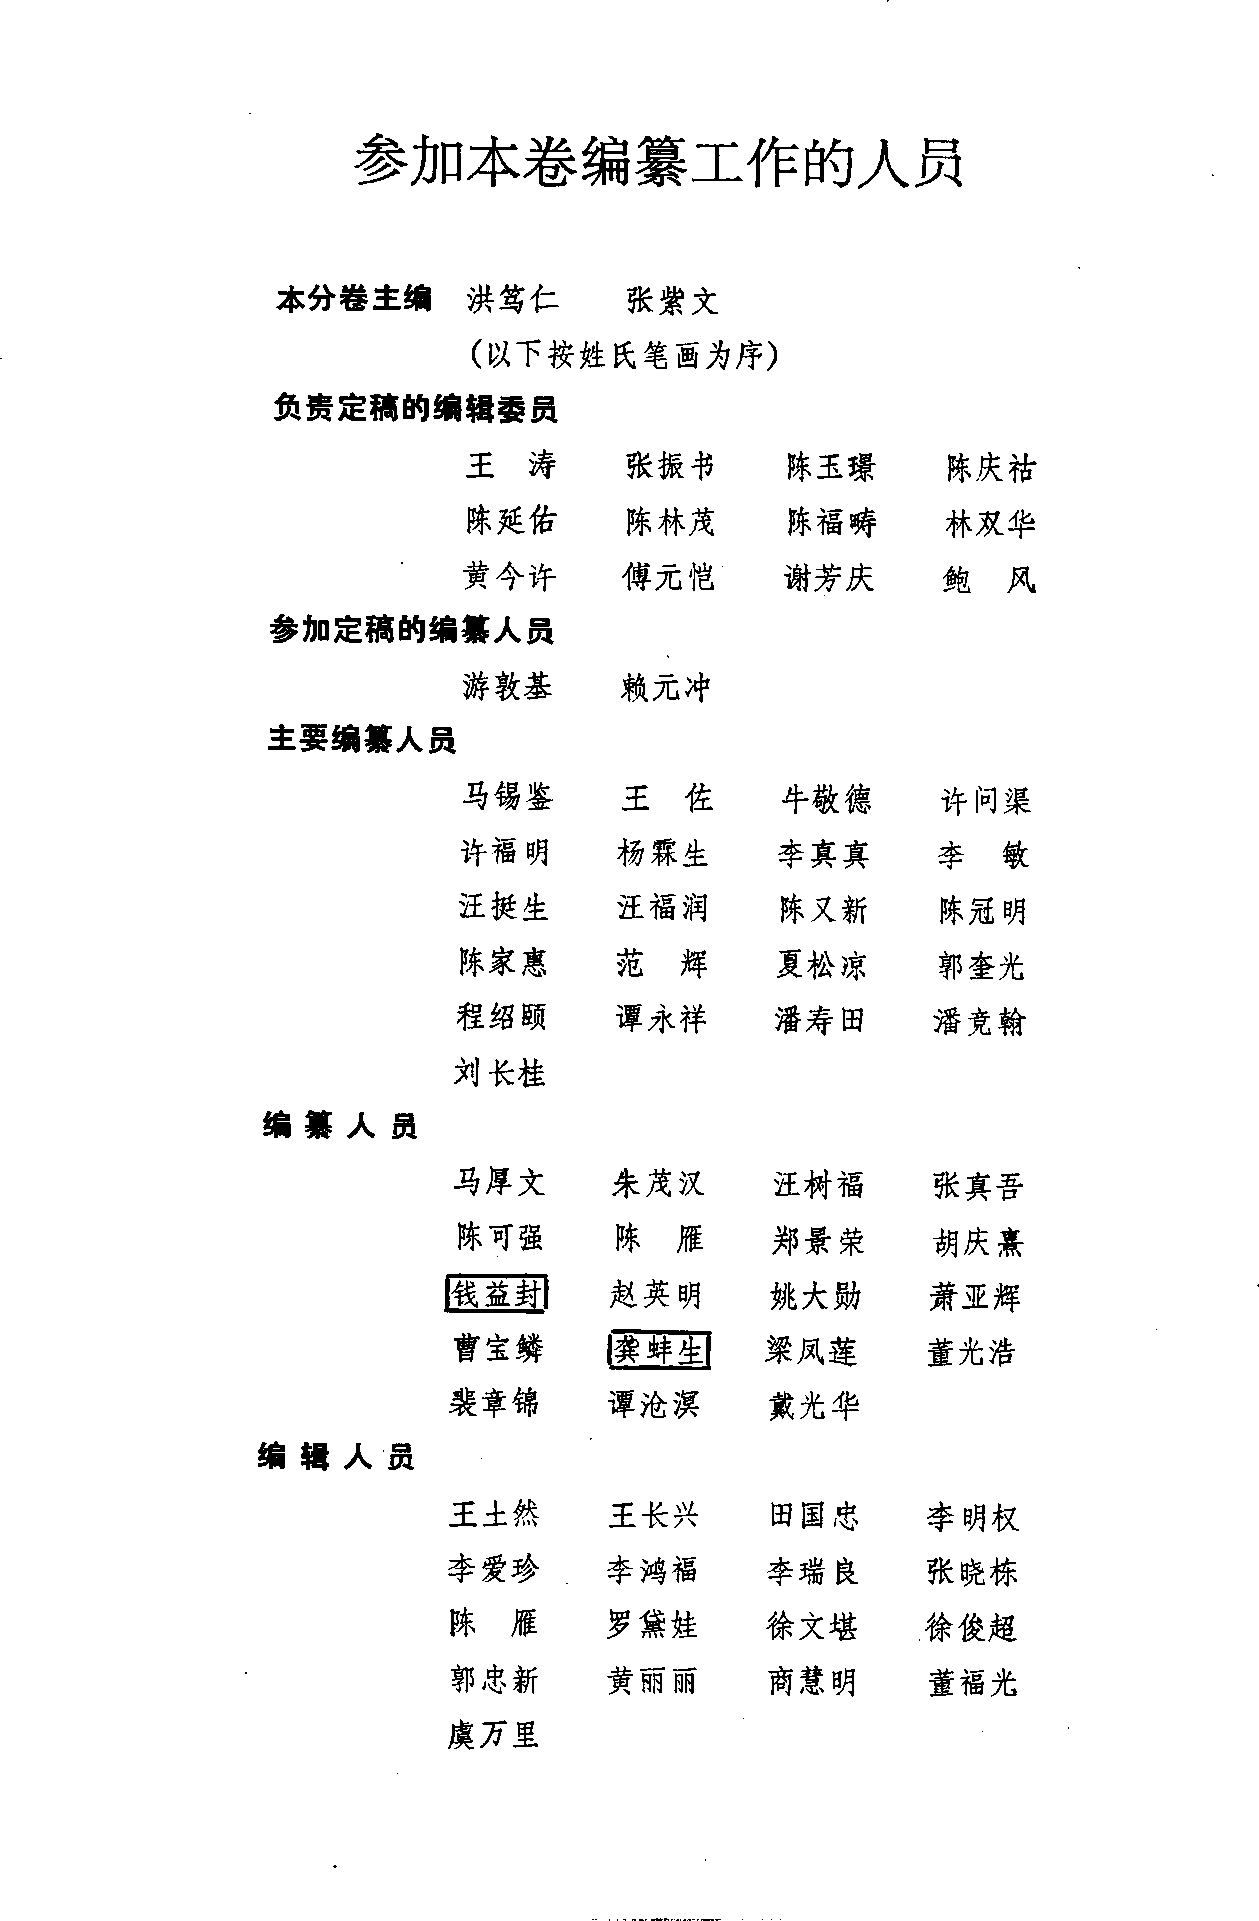 参加本卷编纂工作的人员
本分卷主编 洪笃仁 张紫文
(以下按姓氏笔画为序)
负责定稿的编辑委员
王 涛 张振书 陈玉璟 陈庆祜
陈延佑 陈林茂 陈福畴 林双华
黄今许 傅元恺 谢芳庆 鲍 风
参加定稿的编纂人员
游敦基 赖元冲
主要编纂人员
马锡鉴 王 佐 牛敬德 许问渠
许福明 杨霖生 李真真 李 敏
汪挺生 汪福润 陈又新 陈冠明
陈家惠 范 辉 夏松凉 郭奎光
程绍颐 谭永祥 潘寿田 潘竞翰
刘长桂
编纂人员
马厚文 朱茂汉 汪树福 张真吾
陈可强 陈 雁 郑景荣 胡庆熹
钱益封 赵英明 姚大勋 萧亚辉
曹宝鳞 龚蚌生 梁凤莲 董光浩
裴章锦 谭沧溟 戴光华
编辑人员
王土然 王长兴 田国忠 李明权
李爱珍 李鸿福 李瑞良 张晓栋
陈 雁 罗黛娃 徐文堪 徐俊超
郭忠新 黄丽丽 商慧明 董福光
虞万里